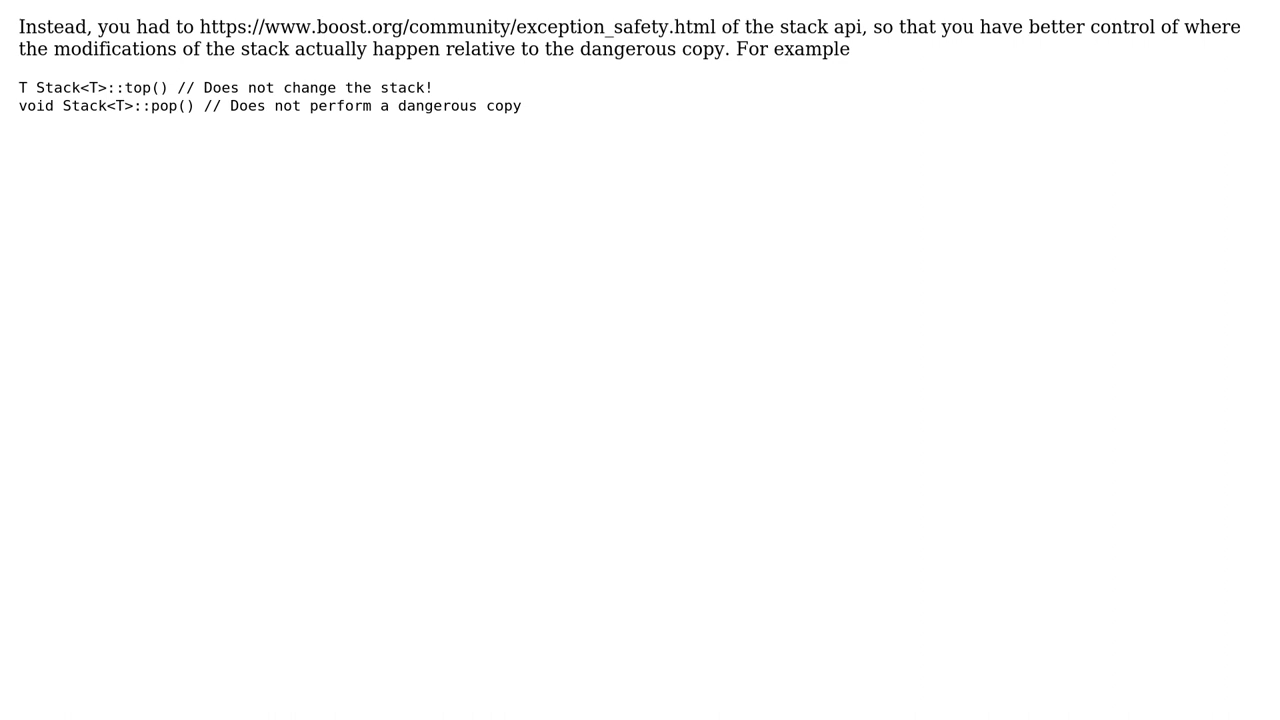 Instead, you had to https://www.boost.org/community/exception_safety.html of the stack api, so that you have better control of where
the modifications of the stack actually happen relative to the dangerous copy. For example
T Stack<T>::top() // Does not change the stack!
void Stack<T>::pop() // Does not perform a dangerous copy